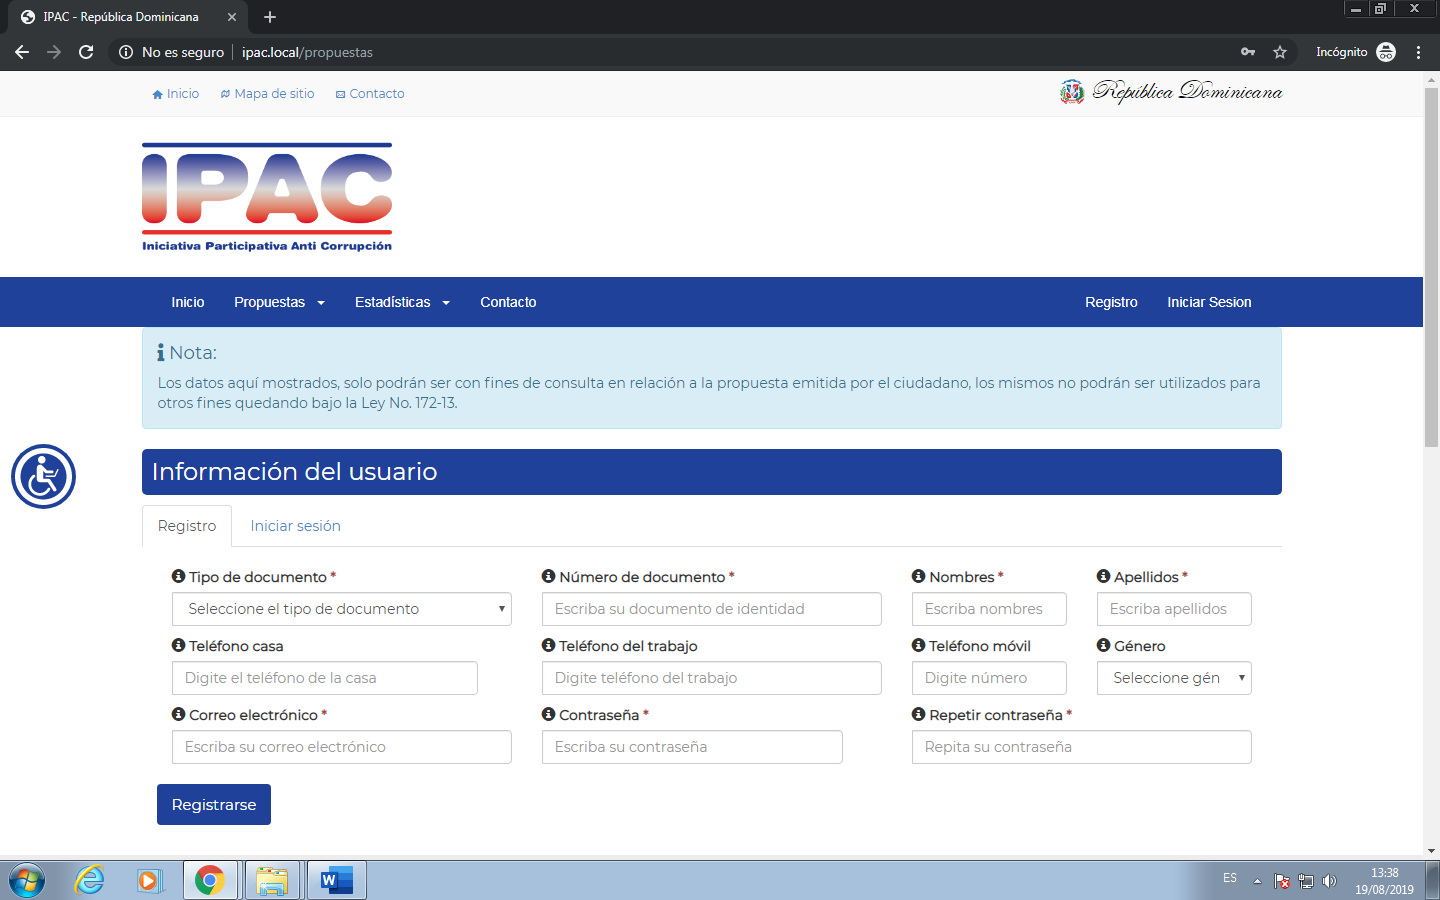 IPAC - República Dominicana
No es seguro ipac.local/propuestas Incógnito
Inicio Mapa de sitio Contacto República Dominicana
IPAC
Iniciativa Participativa Anti Corrupción
Inicio Propuestas Estadísticas Contacto Registro Iniciar Sesion
Nota:
Los datos aquí mostrados, solo podrán ser con fines de consulta en relación a la propuesta emitida por el ciudadano, los mismos no podrán ser utilizados para
otros fines quedando bajo la Ley No. 172-13.
Información del usuario
Registro Iniciar sesión
Tipo de documento * Número de documento * Nombres * Apellidos *
Seleccione el tipo de documento Escriba su documento de identidad Escriba nombres Escriba apellidos
Teléfono casa Teléfono del trabajo Teléfono móvil Género
Digite el teléfono de la casa Digite teléfono del trabajo Digite número Seleccione gén
Correo electrónico * Contraseña * Repetir contraseña *
Escriba su correo electrónico Escriba su contraseña Repita su contraseña
Registrarse
ES 13:38
19/08/2019